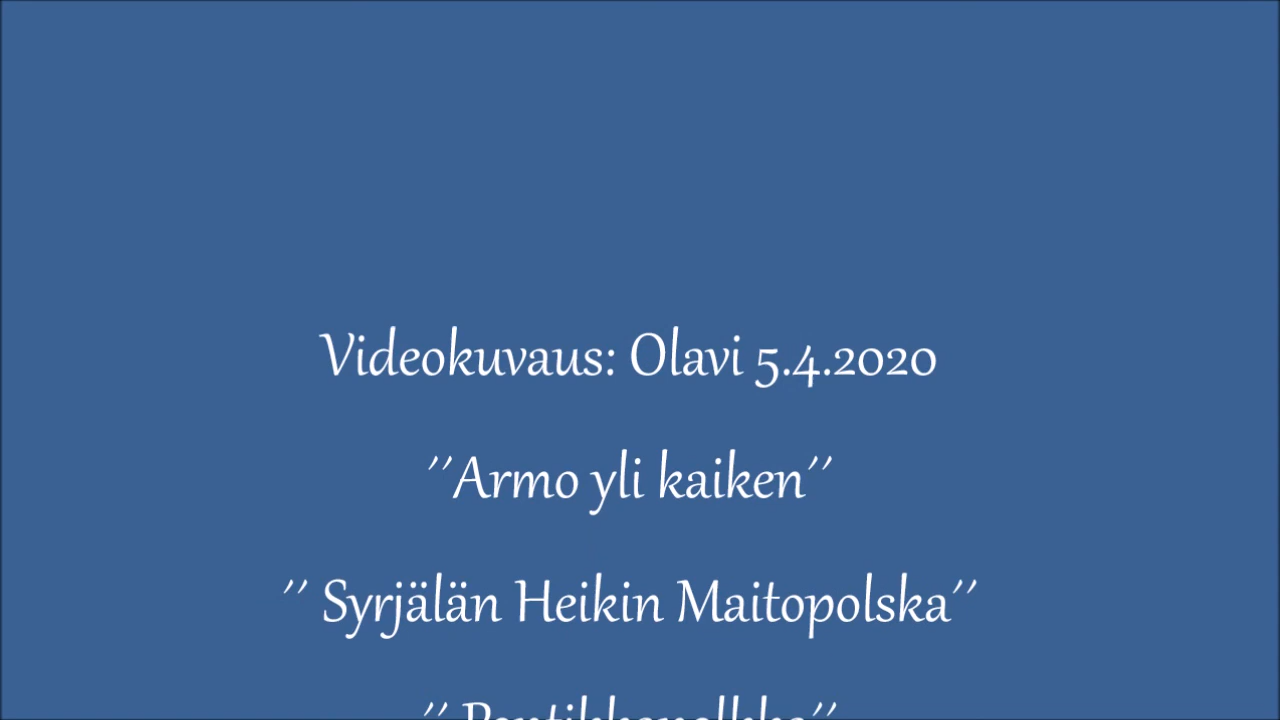 Videokuvaus: Olavi 5.4.2020
´´Armo yli kaiken´´
´´ Syrjälän Heikin Maitopolska´´